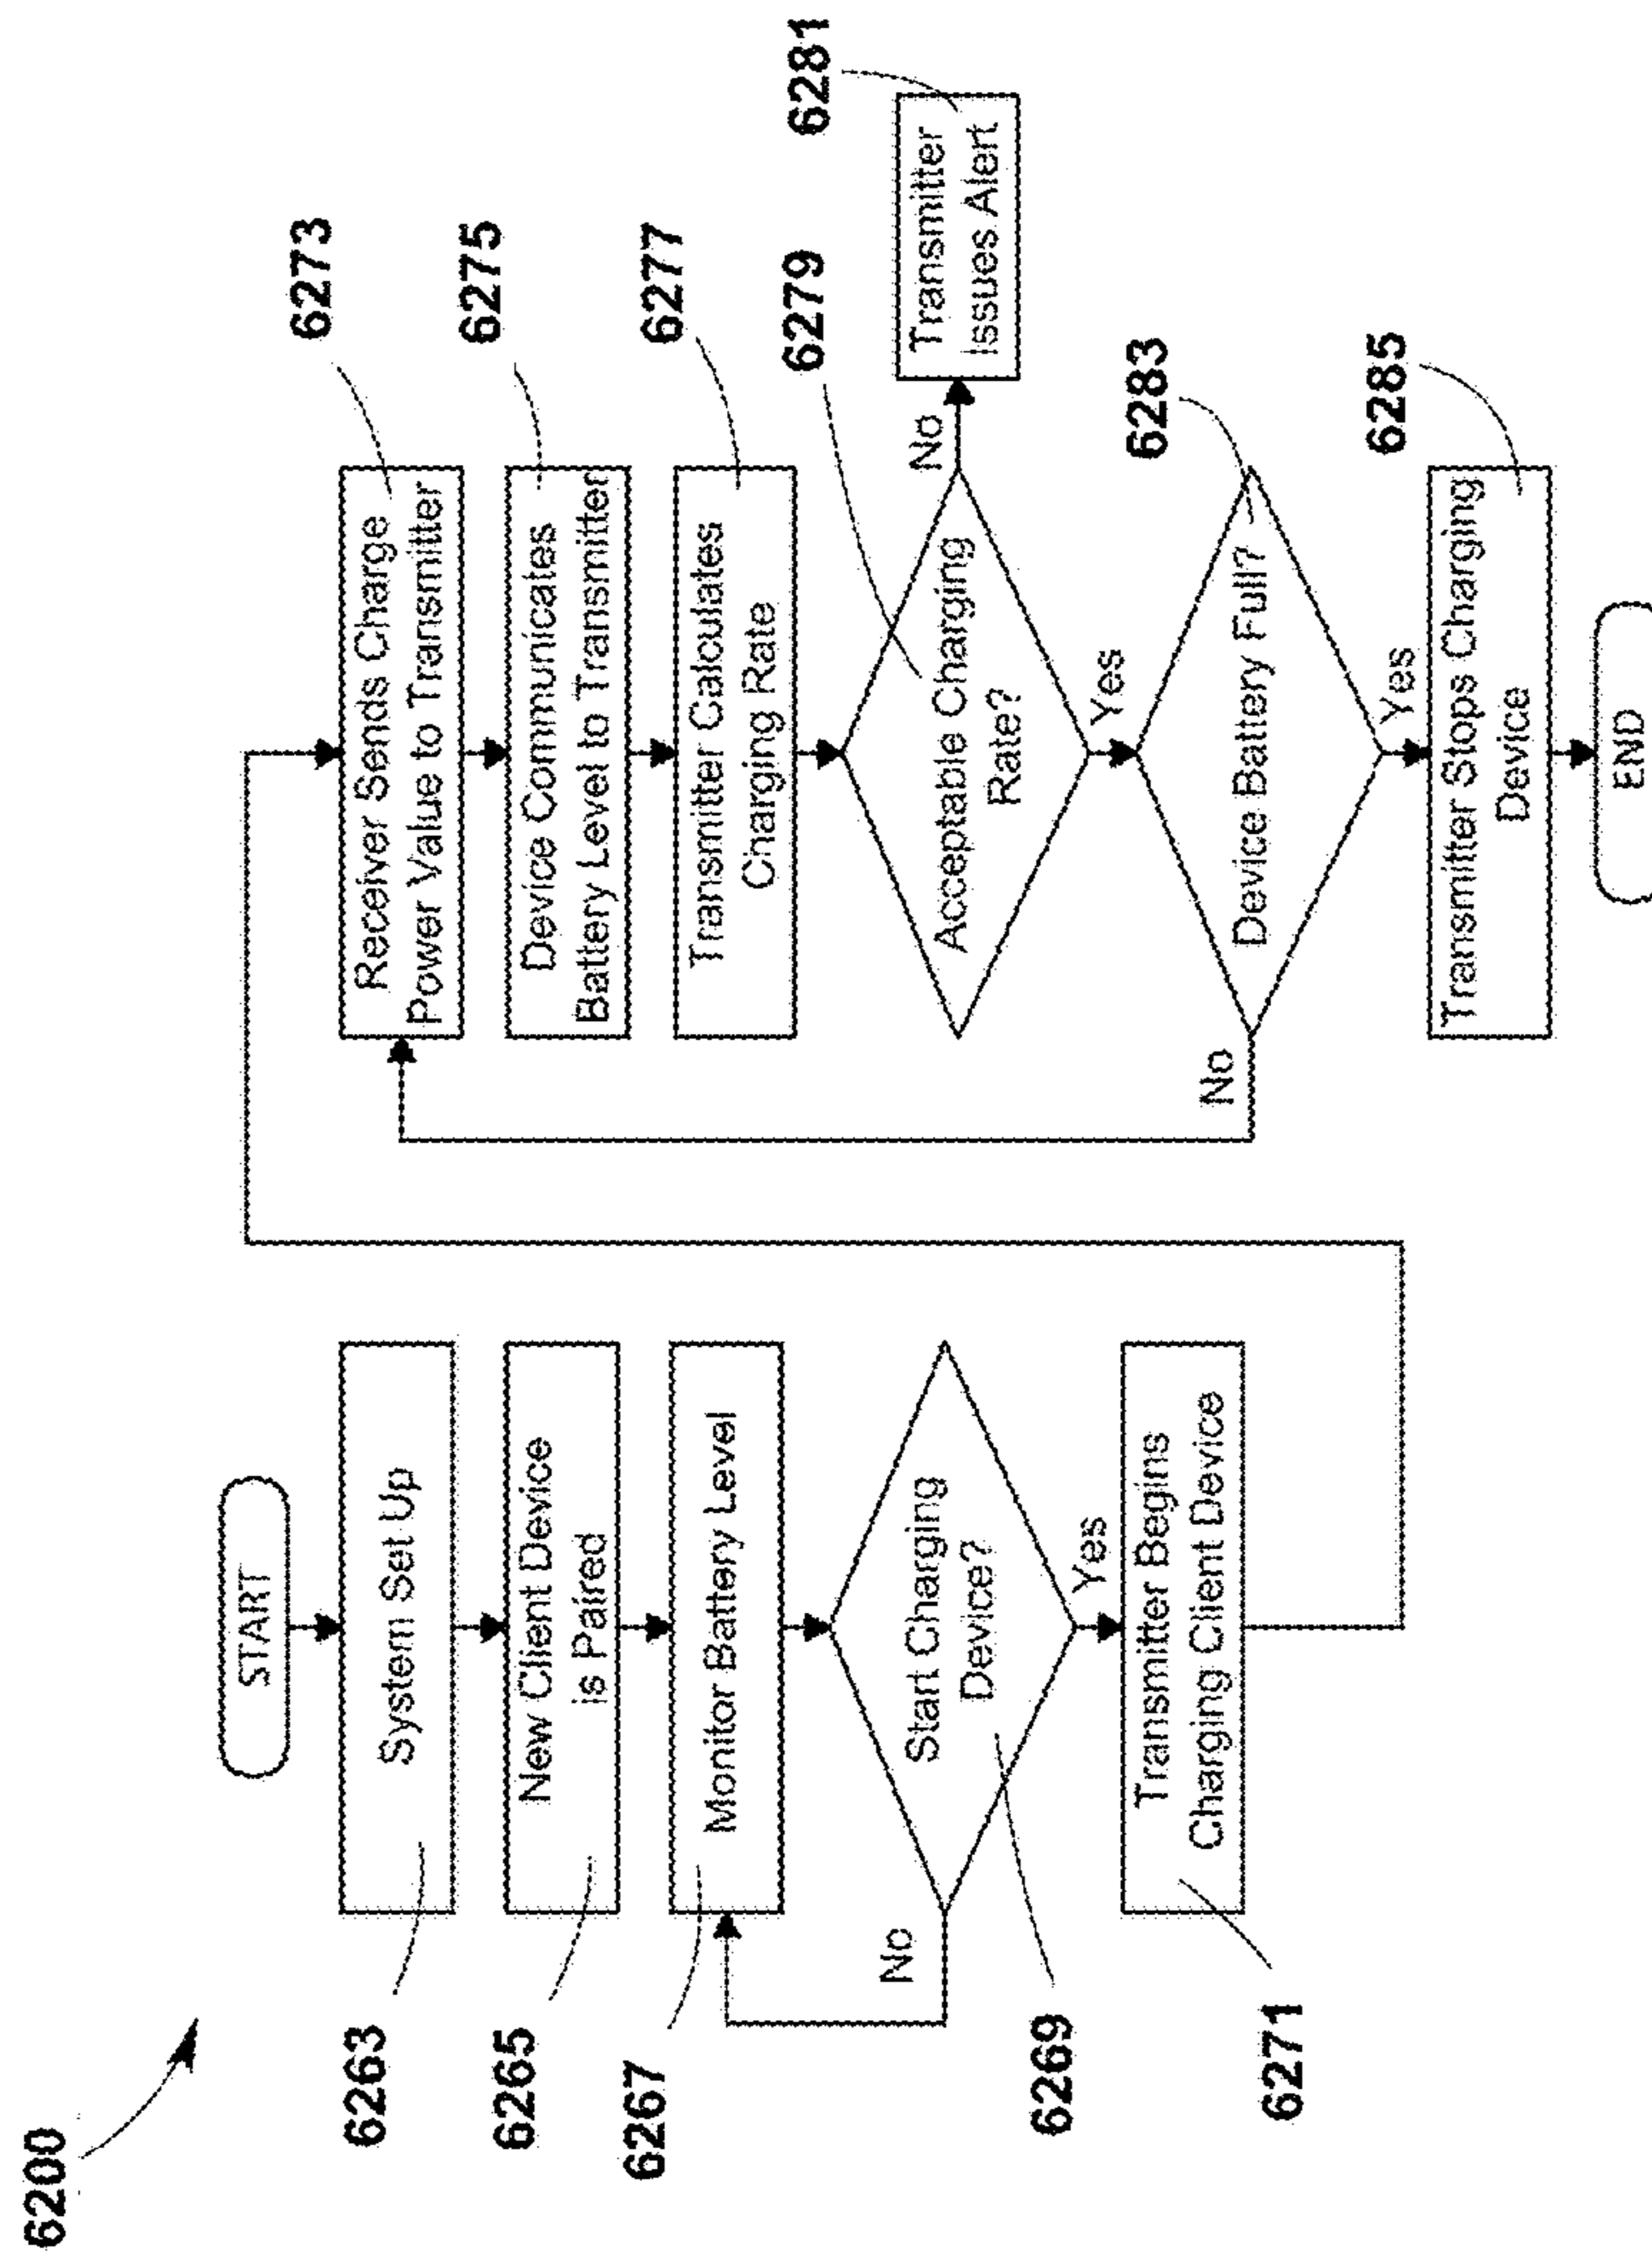 6200
START
System Set Up
6263
New Client Device
is Paired
6265
Monitor Battery Level
6267
Start Charging
Device?
6269
No
Yes
Transmitter Begins
Charging Client Device
6271
Receiver Sends Charge
Power Value to Transmitter
6273
Device Communicates
Battery Level to Transmitter
6275
Transmitter Calculates
Charging Rate
6277
Acceptable Charging
Rate?
6279
No
Transmitter
Issues Alert
6281
Yes
Device Battery Full?
6283
No
Yes
Transmitter Stops Charging
Device
6285
END